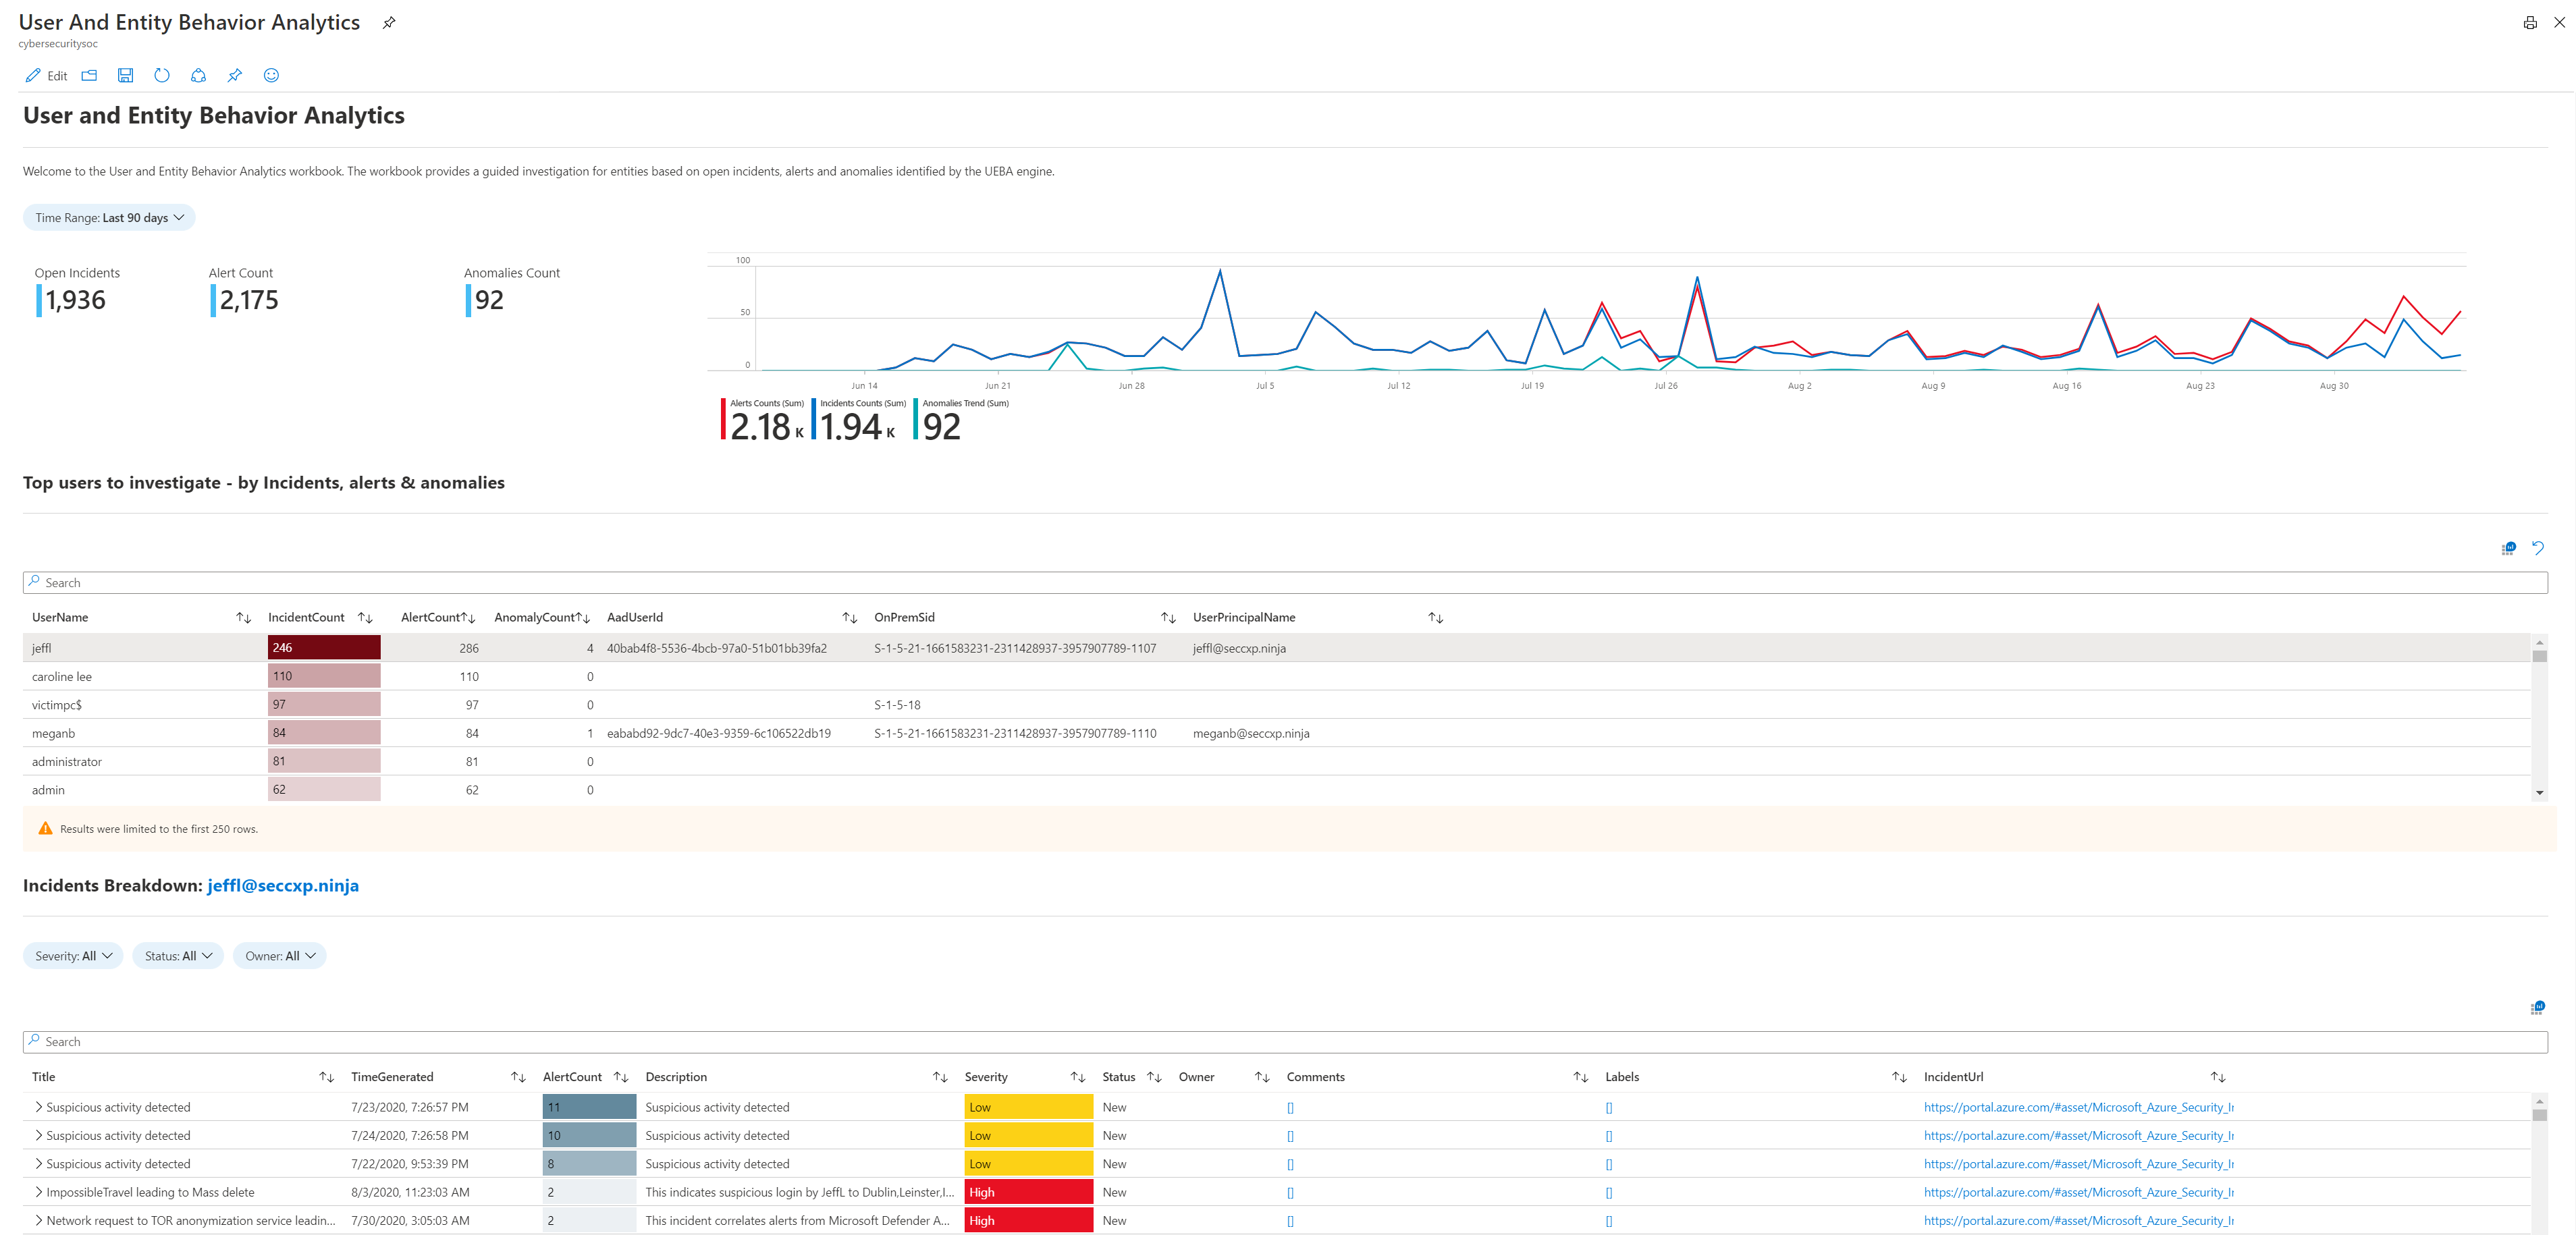 User And Entity Behavior Analytics
cybersecuritysoc
Edit
User and Entity Behavior Analytics
Welcome to the User and Entity Behavior Analytics workbook. The workbook provides a guided investigation for entities based on open incidents, alerts and anomalies identified by the UEBA engine.
Time Range: Last 90 days
Open Incidents Alert Count Anomalies Count
1,936 2,175 92
100
50
0
Jun 14 Jun 21 Jun 28 Jul 5 Jul 12 Jul 19 Jul 26 Aug 2 Aug 9 Aug 16 Aug 23 Aug 30
Alerts Counts (Sum) Incidents Counts (Sum) Anomalies Trend (Sum)
2.18 K 1.94 K 92
Top users to investigate - by Incidents, alerts & anomalies
Search
UserName IncidentCount AlertCount AnomalyCount AadUserId OnPremSid UserPrincipalName
jeffl 246 286 4 40bab4f8-5536-4bcb-97a0-51b01bb39fa2 S-1-5-21-1661583231-2311428937-3957907789-1107 jeffl@seccxp.ninja
caroline lee 110 110 0
victimpc$ 97 97 0 S-1-5-18
meganb 84 84 1 eababd92-9dc7-40e3-9359-6c106522db19 S-1-5-21-1661583231-2311428937-3957907789-1110 meganb@seccxp.ninja
administrator 81 81 0
admin 62 62 0
Results were limited to the first 250 rows.
Incidents Breakdown: jeffl@seccxp.ninja
Severity: All Status: All Owner: All
Search
Title TimeGenerated AlertCount Description Severity Status Owner Comments Labels IncidentUrl
Suspicious activity detected 7/23/2020, 7:26:57 PM 11 Suspicious activity detected Low New [] [] https://portal.azure.com/#asset/Microsoft_Azure_Security_Ir
Suspicious activity detected 7/24/2020, 7:26:58 PM 10 Suspicious activity detected Low New [] [] https://portal.azure.com/#asset/Microsoft_Azure_Security_Ir
Suspicious activity detected 7/22/2020, 9:53:39 PM 8 Suspicious activity detected Low New [] [] https://portal.azure.com/#asset/Microsoft_Azure_Security_Ir
ImpossibleTravel leading to Mass delete 8/3/2020, 11:23:03 AM 2 This indicates suspicious login by JeffL to Dublin,Leinster,I... High New [] [] https://portal.azure.com/#asset/Microsoft_Azure_Security_Ir
Network request to TOR anonymization service leadin... 7/30/2020, 3:05:03 AM 2 This incident correlates alerts from Microsoft Defender A... High New [] [] https://portal.azure.com/#asset/Microsoft_Azure_Security_Ir